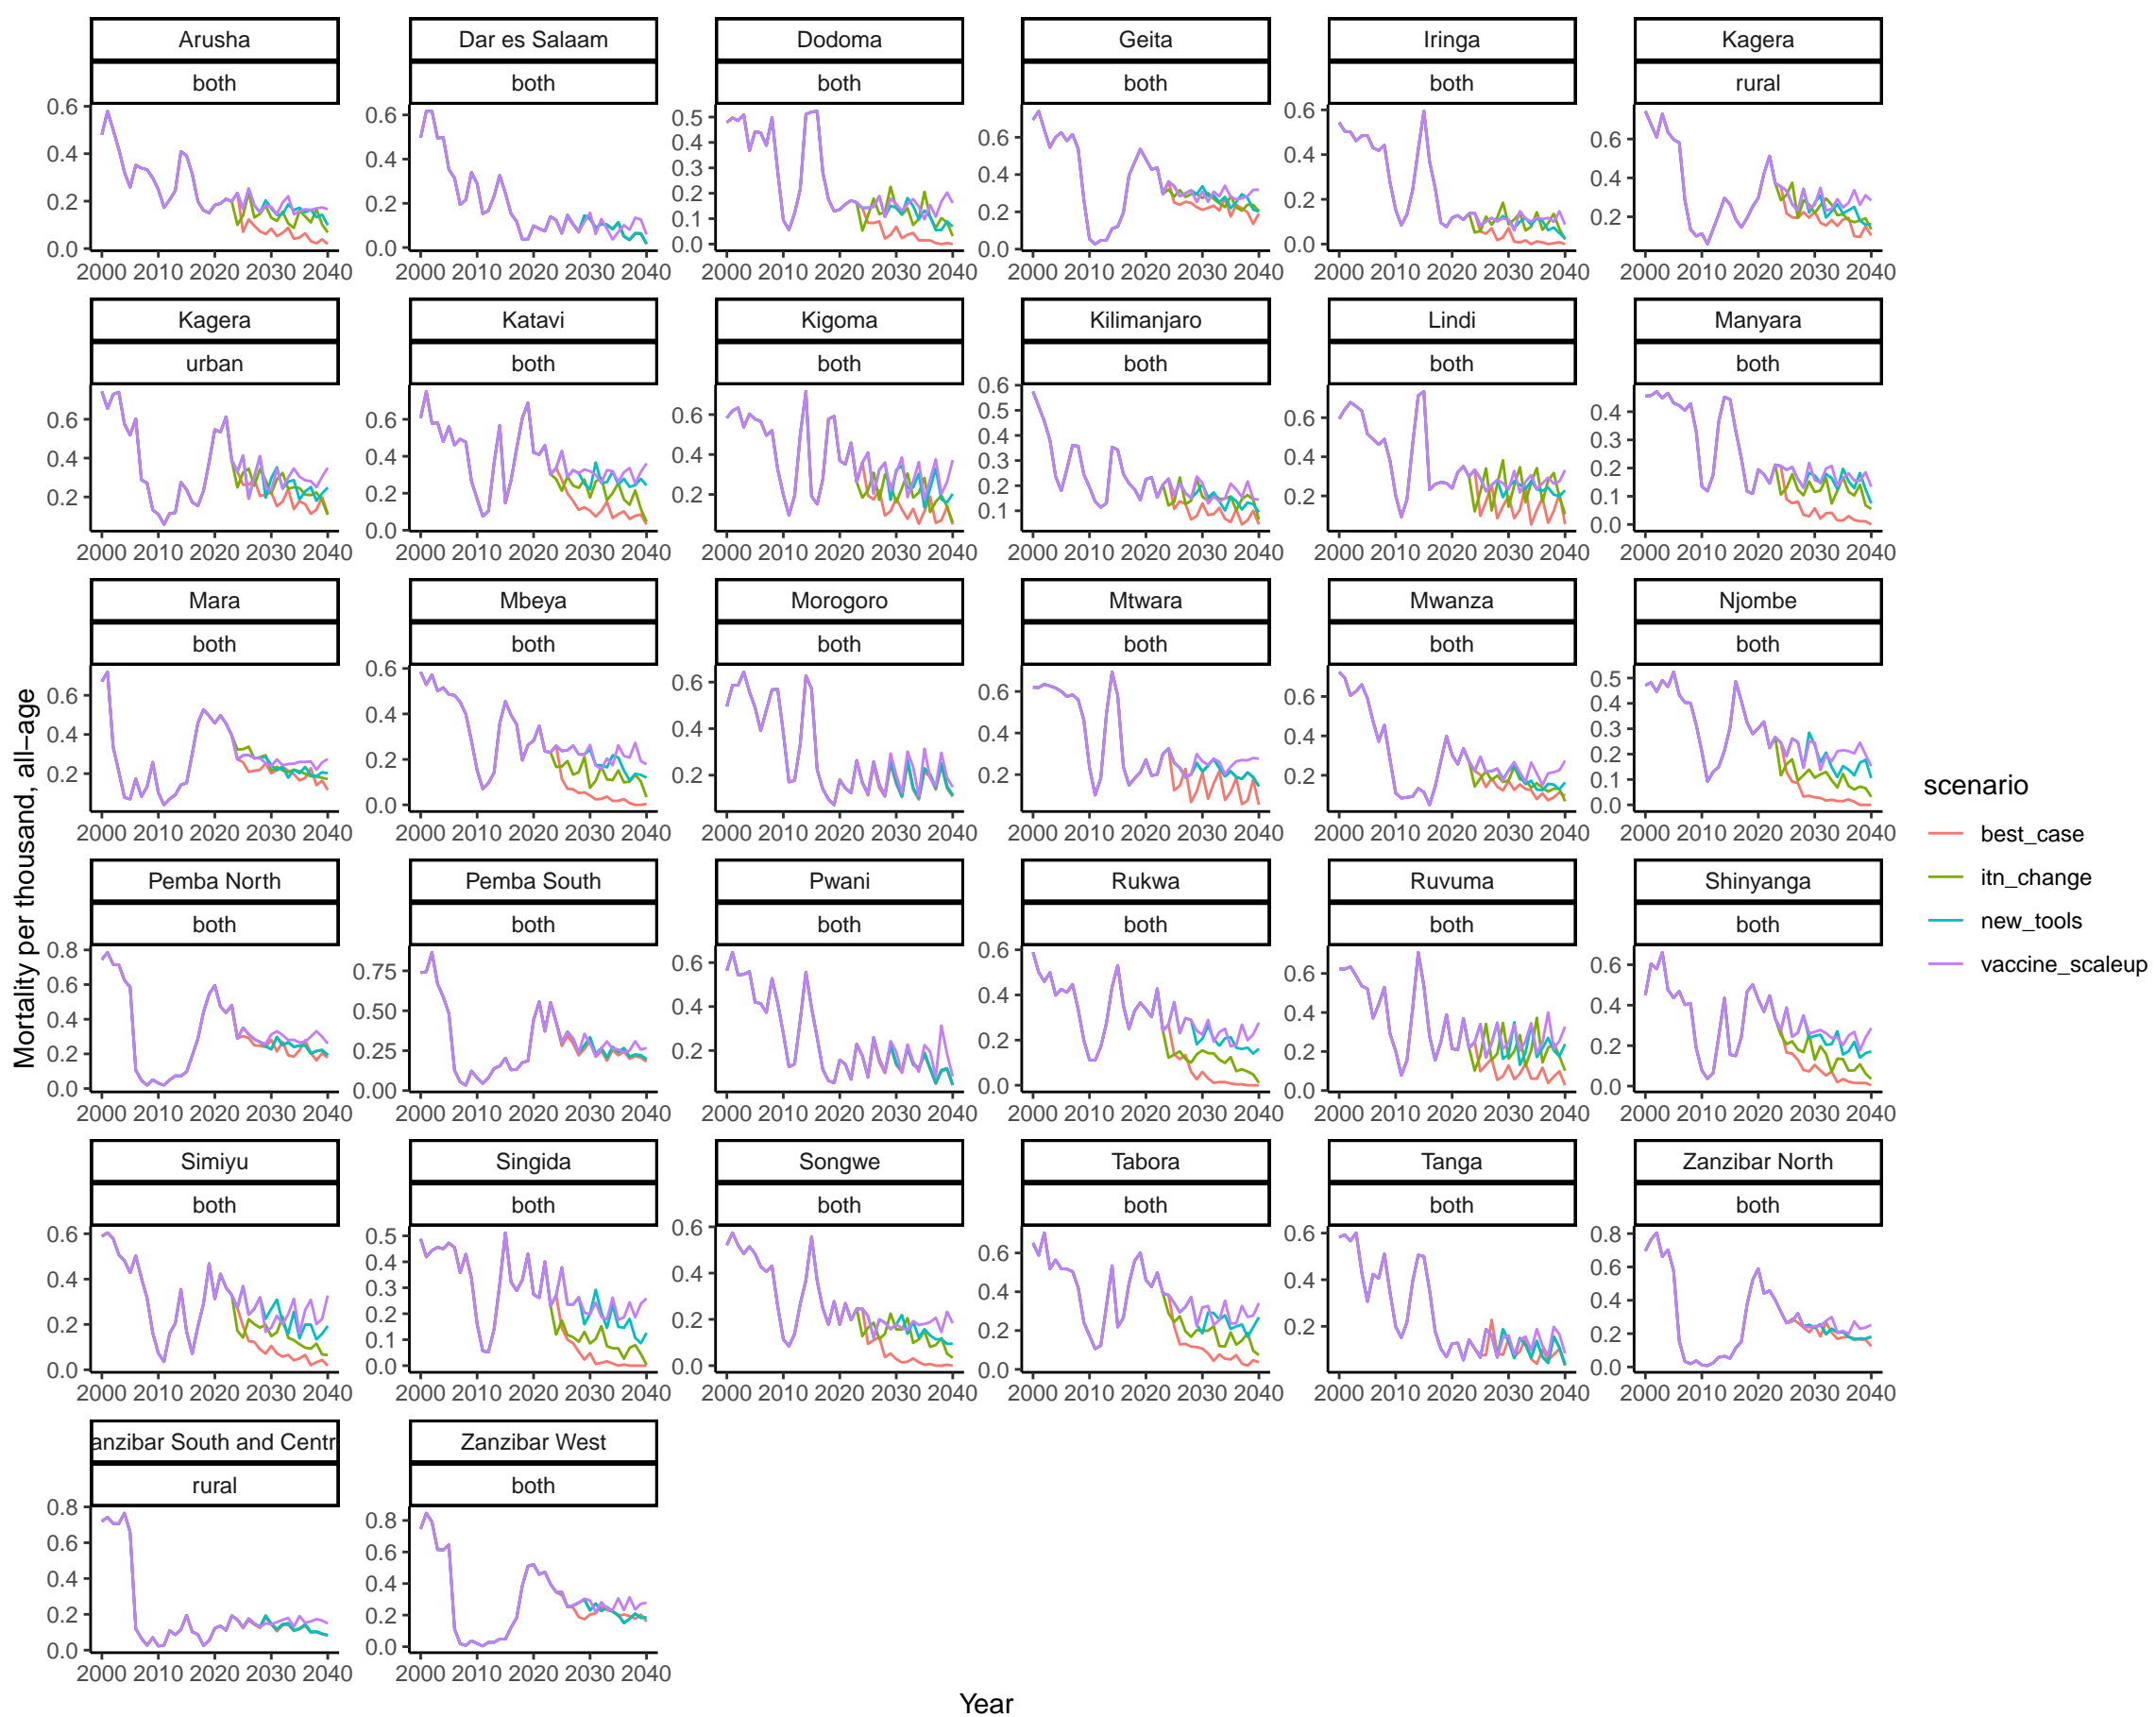 Arusha Dar es Salaam Dodoma Geita Iringa Kagera
both both both both both rural
0.6 0.4 0.2 0.0
0.6 0.4 0.2 0.0
0.5 0.4 0.3 0.2 0.1 0.0
0.6 0.4 0.2 0.0
0.6 0.4 0.2 0.0
0.6 0.4 0.2
2000 2010 2020 2030 2040 2000 2010 2020 2030 2040 2000 2010 2020 2030 2040 2000 2010 2020 2030 2040 2000 2010 2020 2030 2040 2000 2010 2020 2030 2040
Kagera Katavi Kigoma Kilimanjaro Lindi Manyara
urban both both both both both
0.6 0.4 0.2
0.6 0.4 0.2 0.0
0.6 0.4 0.2
0.6 0.5 0.4 0.3 0.2 0.1
0.6 0.4 0.2
0.4 0.3 0.2 0.1 0.0
2000 2010 2020 2030 2040 2000 2010 2020 2030 2040 2000 2010 2020 2030 2040 2000 2010 2020 2030 2040 2000 2010 2020 2030 2040 2000 2010 2020 2030 2040
Mara Mbeya Morogoro Mtwara Mwanza Njombe
both both both both both both
0.6 0.4 0.2
0.6 0.4 0.2 0.0
0.6 0.4 0.2
0.6 0.4 0.2
0.6 0.4 0.2
0.5 0.4 0.3 0.2 0.1 0.0
2000 2010 2020 2030 2040 2000 2010 2020 2030 2040 2000 2010 2020 2030 2040 2000 2010 2020 2030 2040 2000 2010 2020 2030 2040 2000 2010 2020 2030 2040
Pemba North Pemba South Pwani Rukwa Ruvuma Shinyanga
both both both both both both
0.8 0.6 0.4 0.2 0.0
0.75 0.50 0.25 0.00
0.6 0.4 0.2
0.6 0.4 0.2 0.0
0.6 0.4 0.2 0.0
0.6 0.4 0.2 0.0
2000 2010 2020 2030 2040 2000 2010 2020 2030 2040 2000 2010 2020 2030 2040 2000 2010 2020 2030 2040 2000 2010 2020 2030 2040 2000 2010 2020 2030 2040
Simiyu Singida Songwe Tabora Tanga Zanzibar North
both both both both both both
0.6 0.4 0.2 0.0
0.5 0.4 0.3 0.2 0.1 0.0
0.6 0.4 0.2 0.0
0.6 0.4 0.2 0.0
0.6 0.4 0.2
0.8 0.6 0.4 0.2 0.0
2000 2010 2020 2030 2040 2000 2010 2020 2030 2040 2000 2010 2020 2030 2040 2000 2010 2020 2030 2040 2000 2010 2020 2030 2040 2000 2010 2020 2030 2040
anzibar South and Centr Zanzibar West
rural both
0.8 0.6 0.4 0.2 0.0
0.8 0.6 0.4 0.2 0.0
2000 2010 2020 2030 2040 2000 2010 2020 2030 2040
Year
Mortality per thousand, all−age
scenario
best_case
itn_change
new_tools
vaccine_scaleup